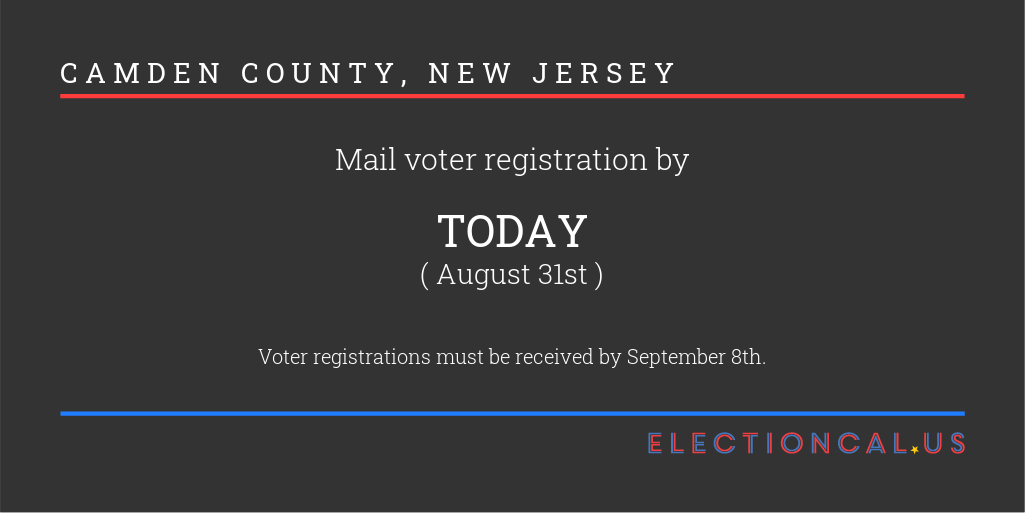 CAMDEN COUNTY, NEW JERSEY
Mail voter registration by
TODAY
( August 31st )
Voter registrations must be received by September 8th.
ELECTIONCAL.US